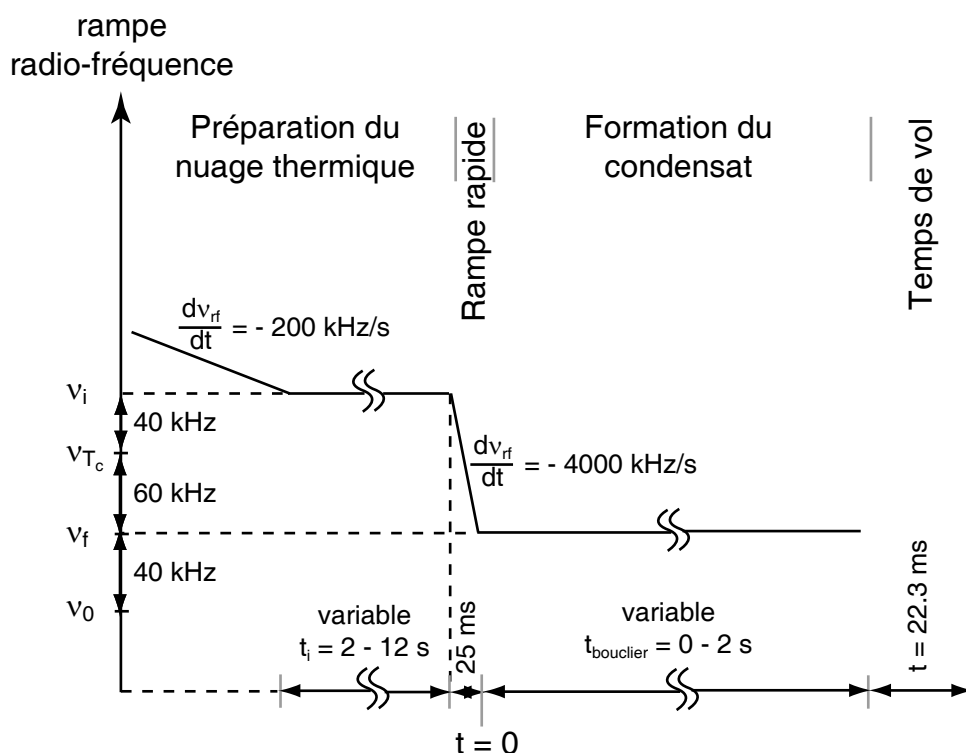 rampe
radio-fréquence
Préparation du
nuage thermique
Rampe rapide
Formation du
condensat
Temps de vol
dν_rf/dt = - 200 kHz/s
ν_i
40 kHz
ν_Tc
60 kHz
ν_f
40 kHz
ν_0
dν_rf/dt = - 4000 kHz/s
variable
t_i = 2 - 12 s
25 ms
variable
t_bouclier = 0 - 2 s
t = 22.3 ms
t = 0